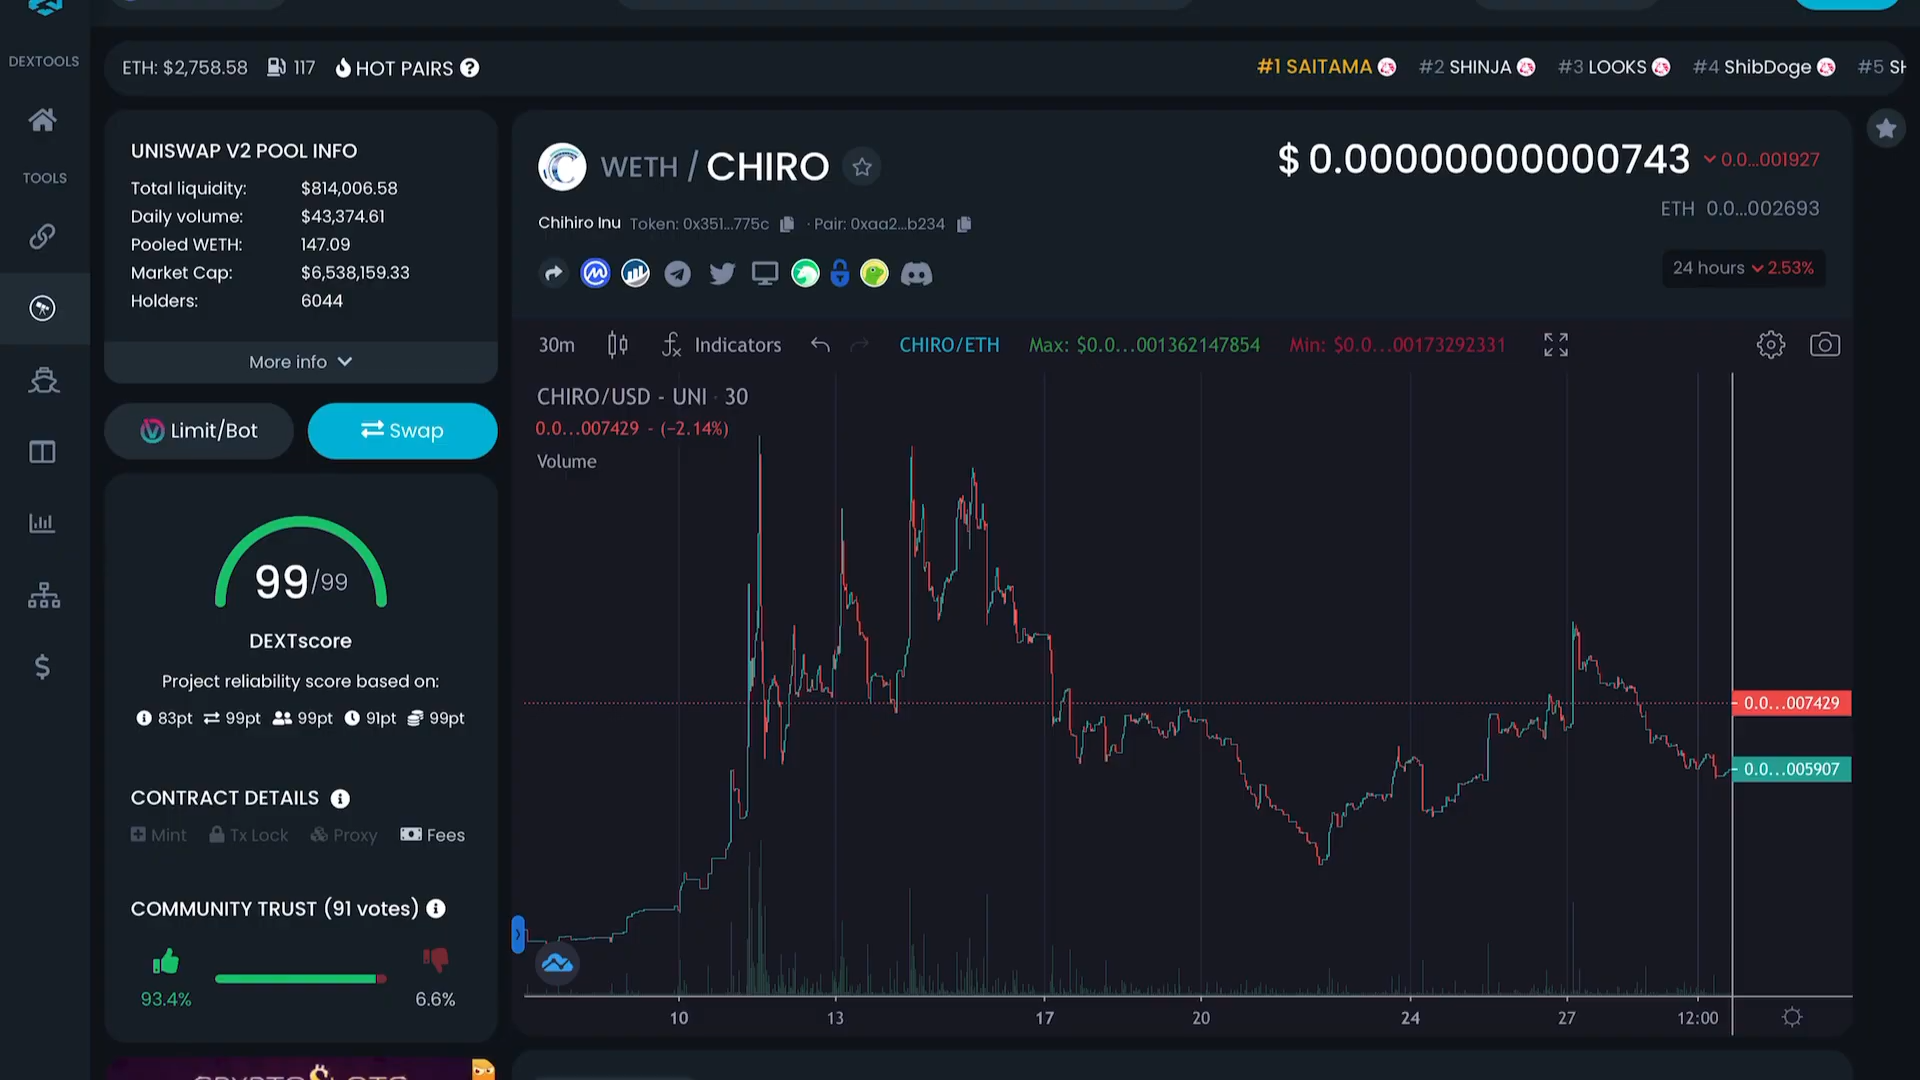 DEXTOOLS
ETH: $2,758.58 117 HOT PAIRS ?
#1 SAITAMA #2 SHINJA #3 LOOKS #4 ShibDoge #5 SH
TOOLS
UNISWAP V2 POOL INFO
Total liquidity: $814,006.58
Daily volume: $43,374.61
Pooled WETH: 147.09
Market Cap: $6,538,159.33
Holders: 6044
More info
Limit/Bot
Swap
99/99
DEXTscore
Project reliability score based on:
83pt 99pt 99pt 91pt 99pt
CONTRACT DETAILS
Mint Tx Lock Proxy Fees
COMMUNITY TRUST (91 votes)
93.4% 6.6%
WETH / CHIRO
$ 0.00000000000743 0.0...001927
Chihiro Inu Token: 0x351...775c · Pair: 0xaa2...b234
ETH 0.0...002693
24 hours 2.53%
30m Indicators CHIRO/ETH Max: $0.0...001362147854 Min: $0.0...00173292331
CHIRO/USD - UNI · 30
0.0...007429 - (−2.14%)
Volume
0.0...007429
0.0...005907
10 13 17 20 24 27 12:00